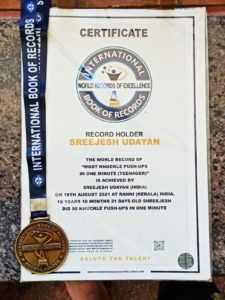 CERTIFICATE
INTERNATIONAL
WORLD RECORDS OF EXCELLENCE
BOOK OF RECORDS
RECORD HOLDER
SREEJESH UDAYAN
THE WORLD RECORD OF
"MOST KNUCKLE PUSH-UPS
IN ONE MINUTE (TEENAGER)"
IS ACHIEVED BY
SREEJESH UDAYAN (INDIA)
ON 15TH AUGUST 2021 AT RANNI (KERALA) INDIA.
19 YEARS 10 MONTHS 21 DAYS OLD SHREEJESH
DID 90 KNUCKLE PUSH-UPS IN ONE MINUTE
SALUTE THE TALENT
INTERNATIONAL BOOK OF RECORDS